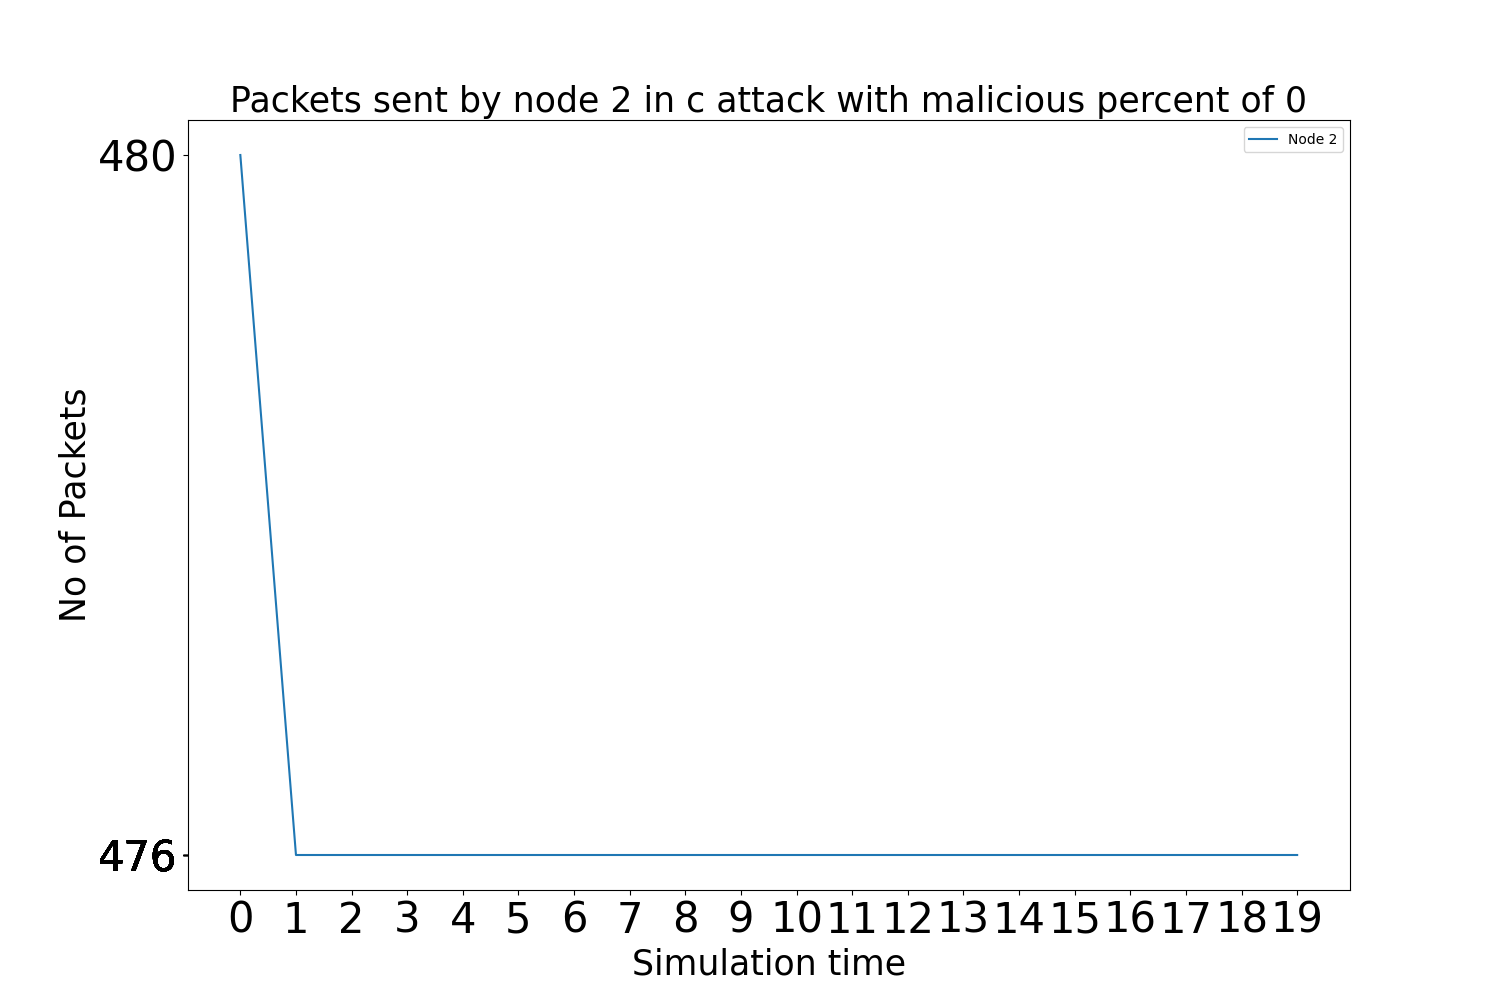 Packets sent by node 2 in c attack with malicious percent of 0
Node 2
480
476
No of Packets
0 1 2 3 4 5 6 7 8 9 10 11 12 13 14 15 16 17 18 19
Simulation time